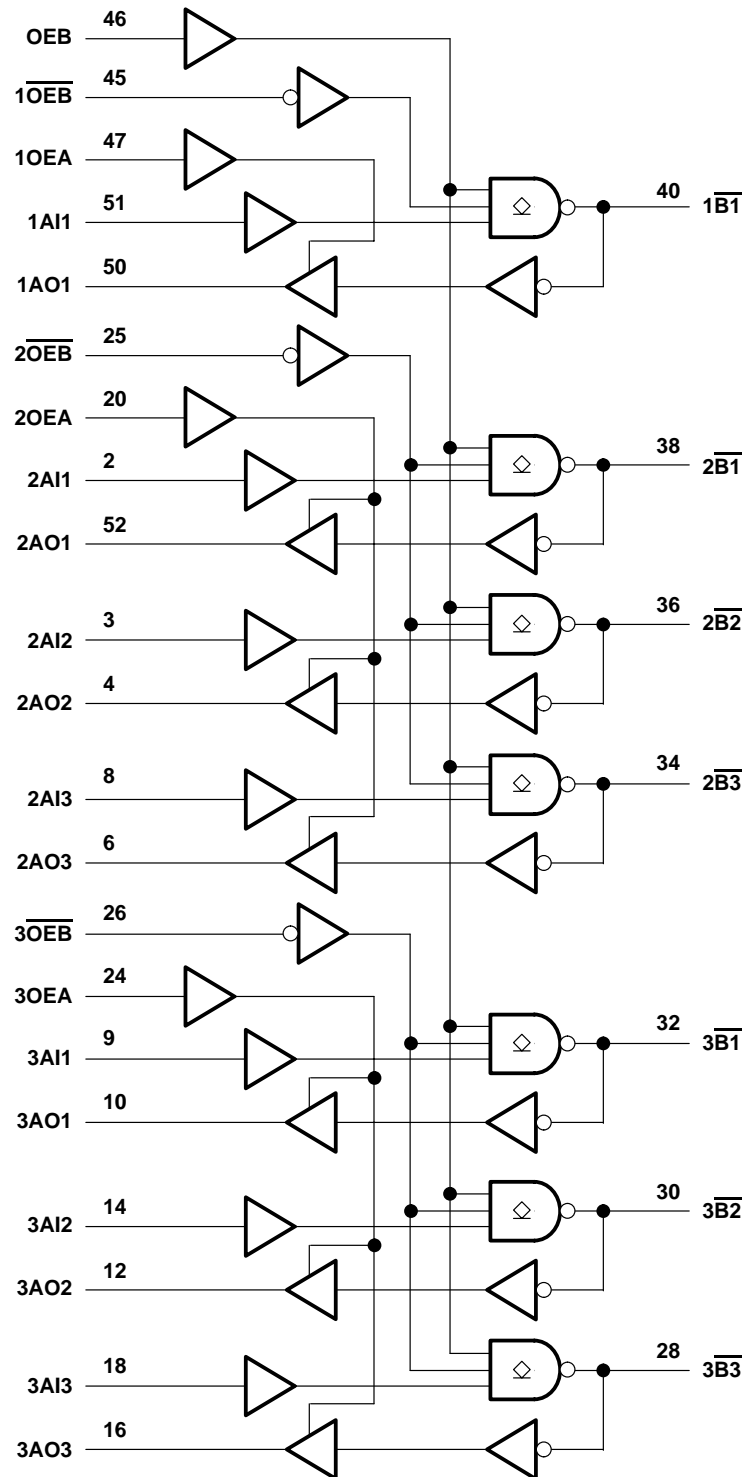 OEB 46
1OEB 45
1OEA 47
1AI1 51
40 1B1
1AO1 50
2OEB 25
2OEA 20
2AI1 2
38 2B1
2AO1 52
2AI2 3
36 2B2
2AO2 4
2AI3 8
34 2B3
2AO3 6
3OEB 26
3OEA 24
3AI1 9
32 3B1
3AO1 10
3AI2 14
30 3B2
3AO2 12
3AI3 18
28 3B3
3AO3 16